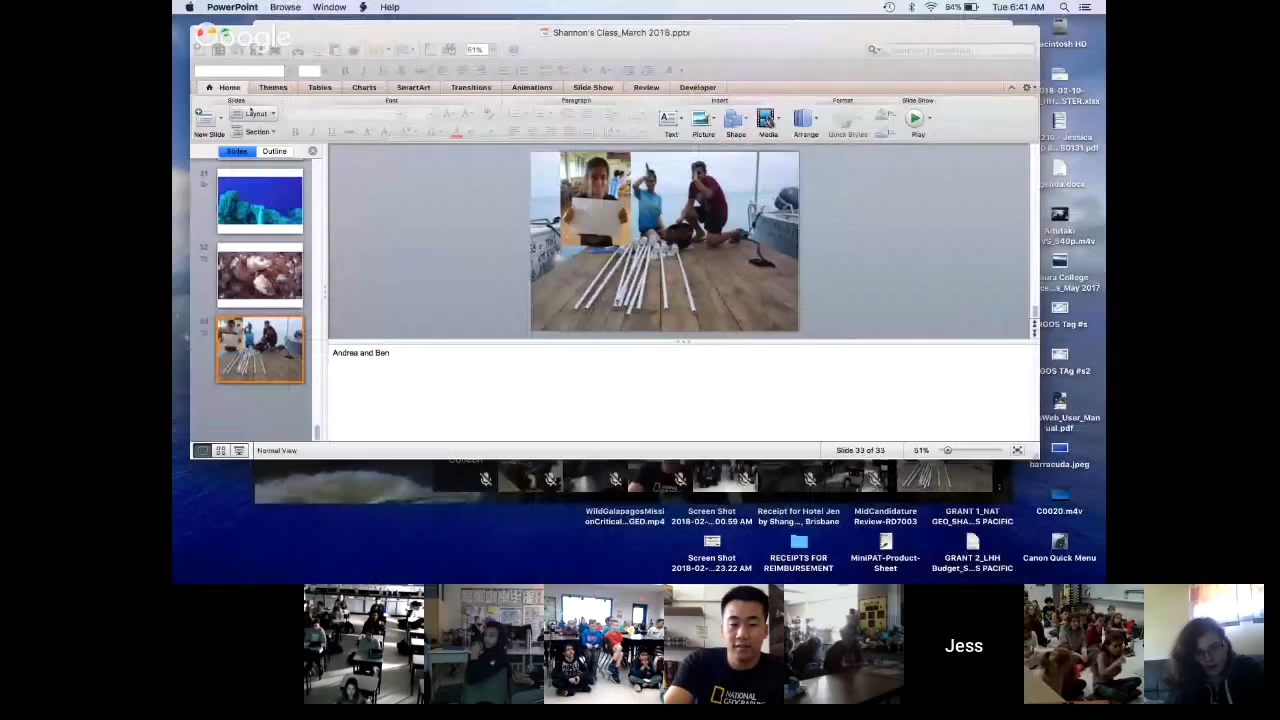 PowerPoint Browse Window Help
64% Tue 6:41 AM
Google
Shannon's Class_March 2018.pptx
51%
Home Themes Tables Charts SmartArt Transitions Animations Slide Show Review Developer
Slides Font Paragraph Insert Format Slide Show
Layout
Section
New Slide
Text Picture Shape Media Arrange Quick Styles Play
Slides Outline
Andrea and Ben
Normal View
Slide 33 of 33
51%
barracuda.jpeg
C0020.m4v
Canon Quick Menu
WildGalapagosMissi
onCritical...GED.mp4
Screen Shot
2018-02-...00.59 AM
Receipt for Hotel Jen
by Shang..., Brisbane
MidCandidature
Review-RD7003
GRANT 1_NAT
GEO_SHA...S PACIFIC
Screen Shot
2018-02-...23.22 AM
RECEIPTS FOR
REIMBURSEMENT
MiniPAT-Product-
Sheet
GRANT 2_LHH
Budget_S...S PACIFIC
Jess
NATIONAL
GEOGRAPHIC